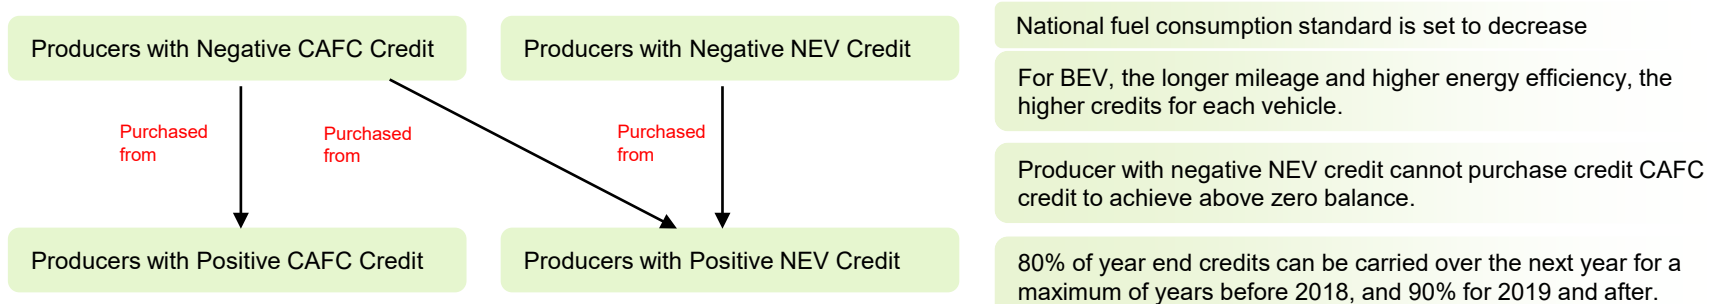 Producers with Negative CAFC Credit
Producers with Negative NEV Credit
Purchased
from
Purchased
from
Purchased
from
Producers with Positive CAFC Credit
Producers with Positive NEV Credit
National fuel consumption standard is set to decrease
For BEV, the longer mileage and higher energy efficiency, the
higher credits for each vehicle.
Producer with negative NEV credit cannot purchase credit CAFC
credit to achieve above zero balance.
80% of year end credits can be carried over the next year for a
maximum of years before 2018, and 90% for 2019 and after.